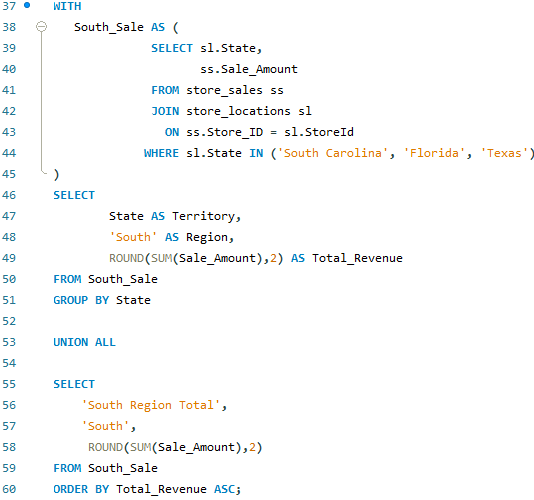 37 WITH
38 South_Sale AS (
39 SELECT sl.State,
40 ss.Sale_Amount
41 FROM store_sales ss
42 JOIN store_locations sl
43 ON ss.Store_ID = sl.StoreId
44 WHERE sl.State IN ('South Carolina', 'Florida', 'Texas')
45 )
46 SELECT
47 State AS Territory,
48 'South' AS Region,
49 ROUND(SUM(Sale_Amount),2) AS Total_Revenue
50 FROM South_Sale
51 GROUP BY State
52
53 UNION ALL
54
55 SELECT
56 'South Region Total',
57 'South',
58 ROUND(SUM(Sale_Amount),2)
59 FROM South_Sale
60 ORDER BY Total_Revenue ASC;